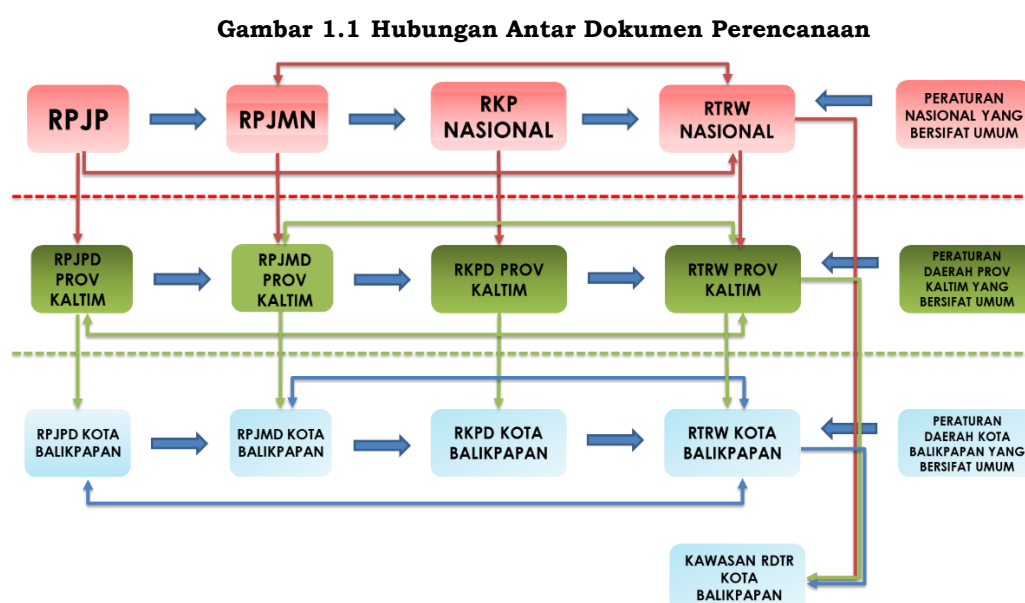 Gambar 1.1 Hubungan Antar Dokumen Perencanaan
RPJP
RPJMN
RKP
NASIONAL
RTRW
NASIONAL
PERATURAN
NASIONAL YANG
BERSIFAT UMUM
RPJPD
PROV
KALTIM
RPJMD
PROV
KALTIM
RKPD PROV
KALTIM
RTRW PROV
KALTIM
PERATURAN
DAERAH PROV
KALTIM YANG
BERSIFAT UMUM
RPJPD KOTA
BALIKPAPAN
RPJMD KOTA
BALIKPAPAN
RKPD KOTA
BALIKPAPAN
RTRW KOTA
BALIKPAPAN
PERATURAN
DAERAH KOTA
BALIKPAPAN YANG
BERSIFAT UMUM
KAWASAN RDTR
KOTA
BALIKPAPAN